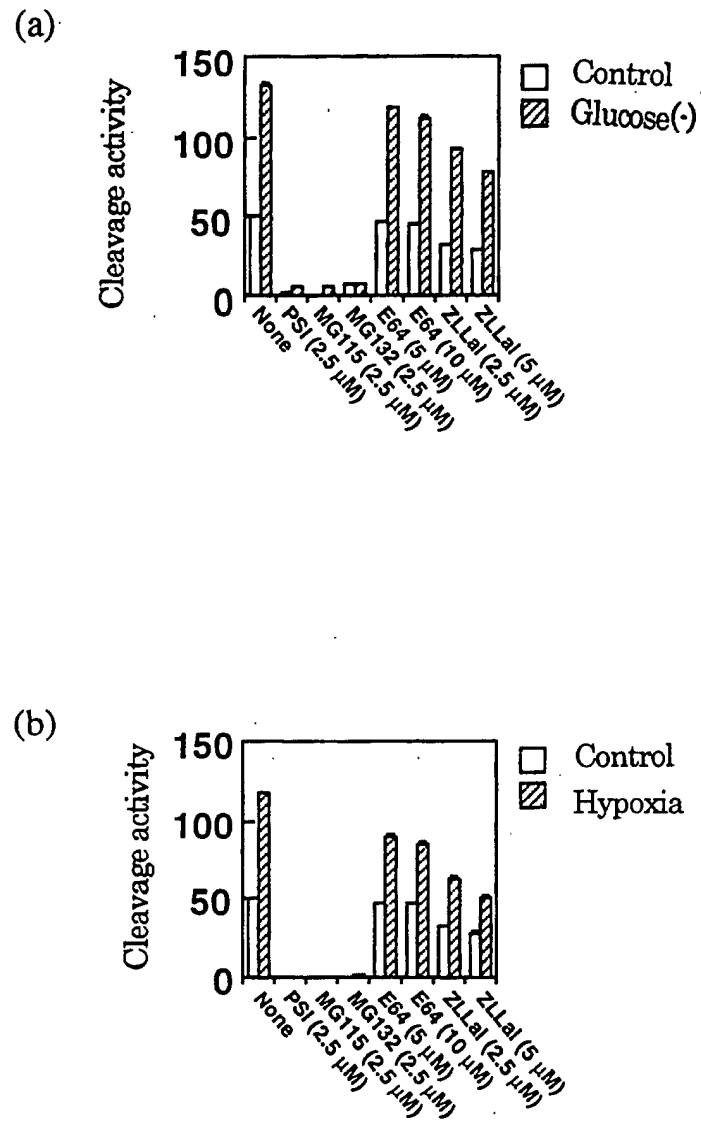 (a)
Cleavage activity
150
100
50
0
Control
Glucose(-)
None
PSI (2.5 μM)
MG115 (2.5 μM)
MG132 (2.5 μM)
E64 (5 μM)
E64 (10 μM)
ZLLal (2.5 μM)
ZLLal (5 μM)
(b)
Cleavage activity
150
100
50
0
Control
Hypoxia
None
PSI (2.5 μM)
MG115 (2.5 μM)
MG132 (2.5 μM)
E64 (5 μM)
E64 (10 μM)
ZLLal (2.5 μM)
ZLLal (5 μM)